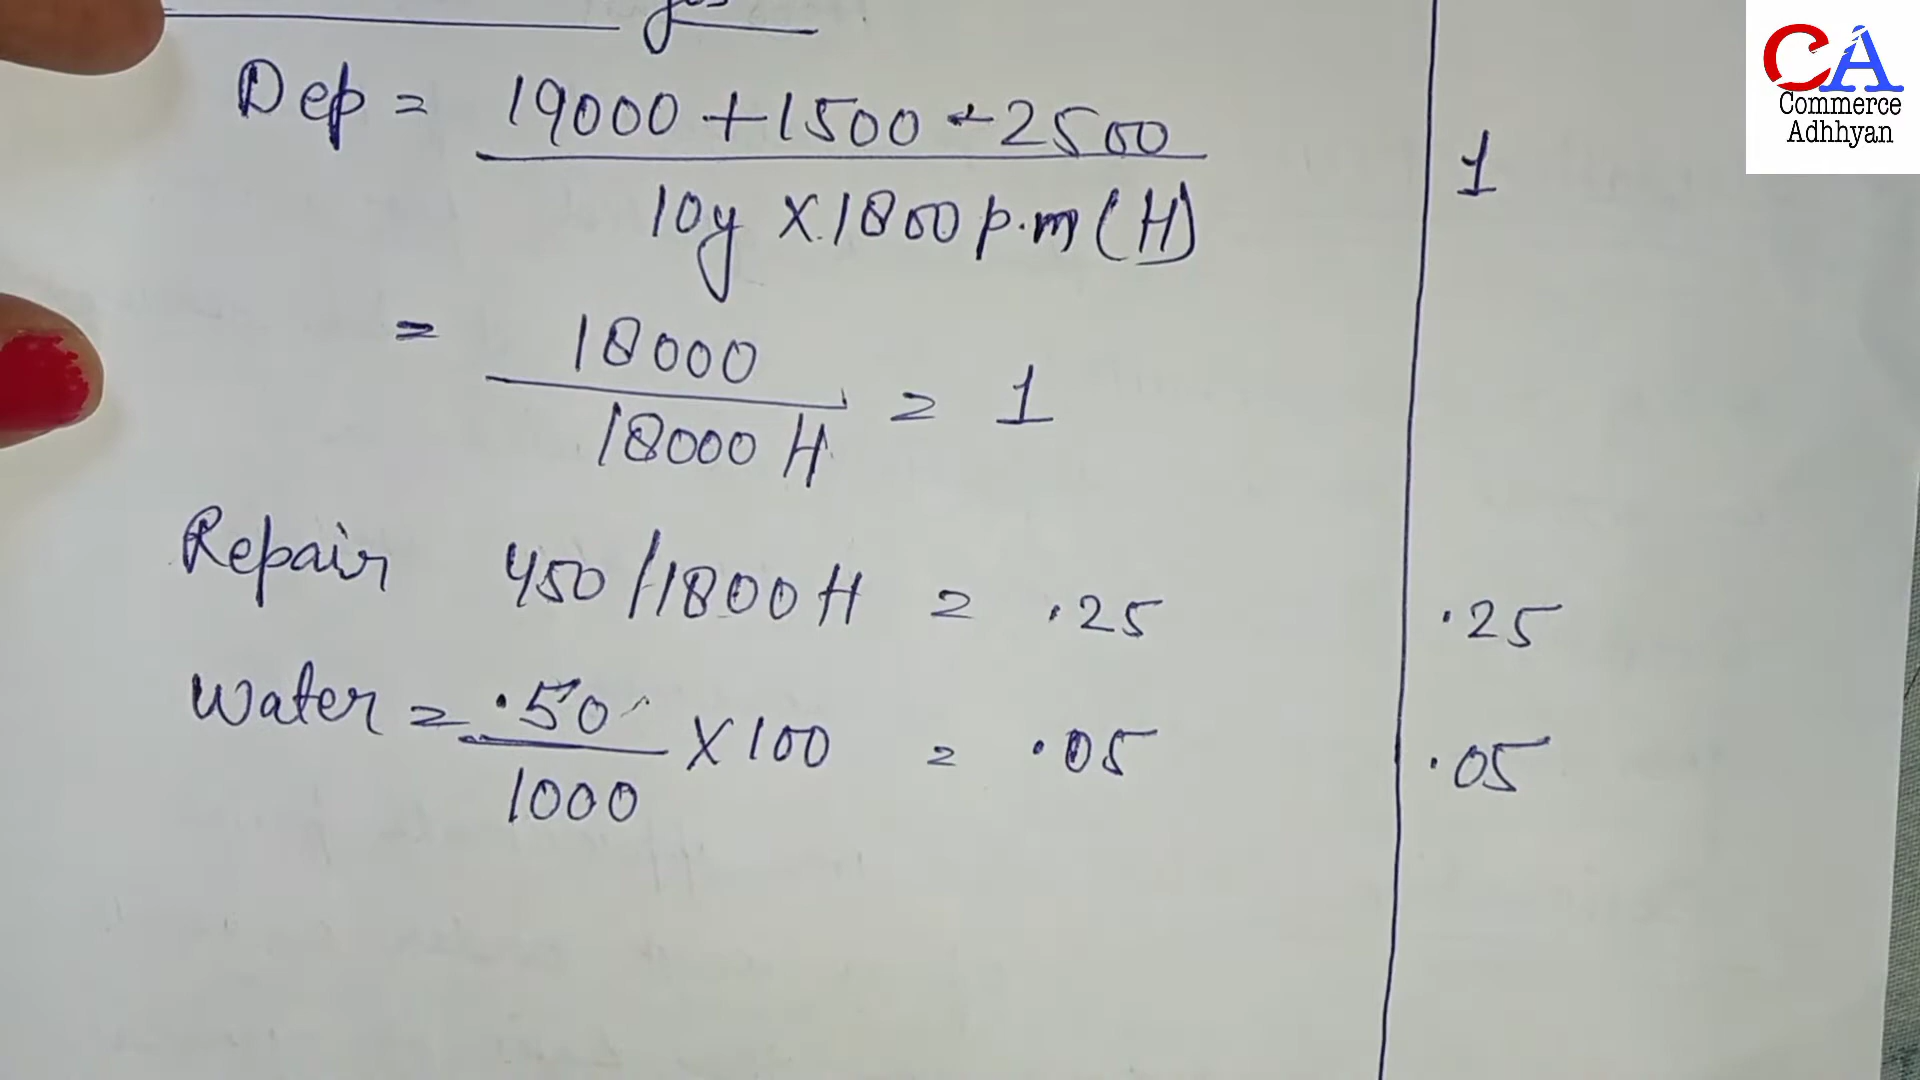 Dep = 19000 + 1500 - 2500
10y X 1800 p.m (H)
1
= 18000
18000 H
= 1
Repair 450 / 1800 H = .25
.25
Water = .50
1000
X 100 = .05
.05
CA
Commerce
Adhhyan